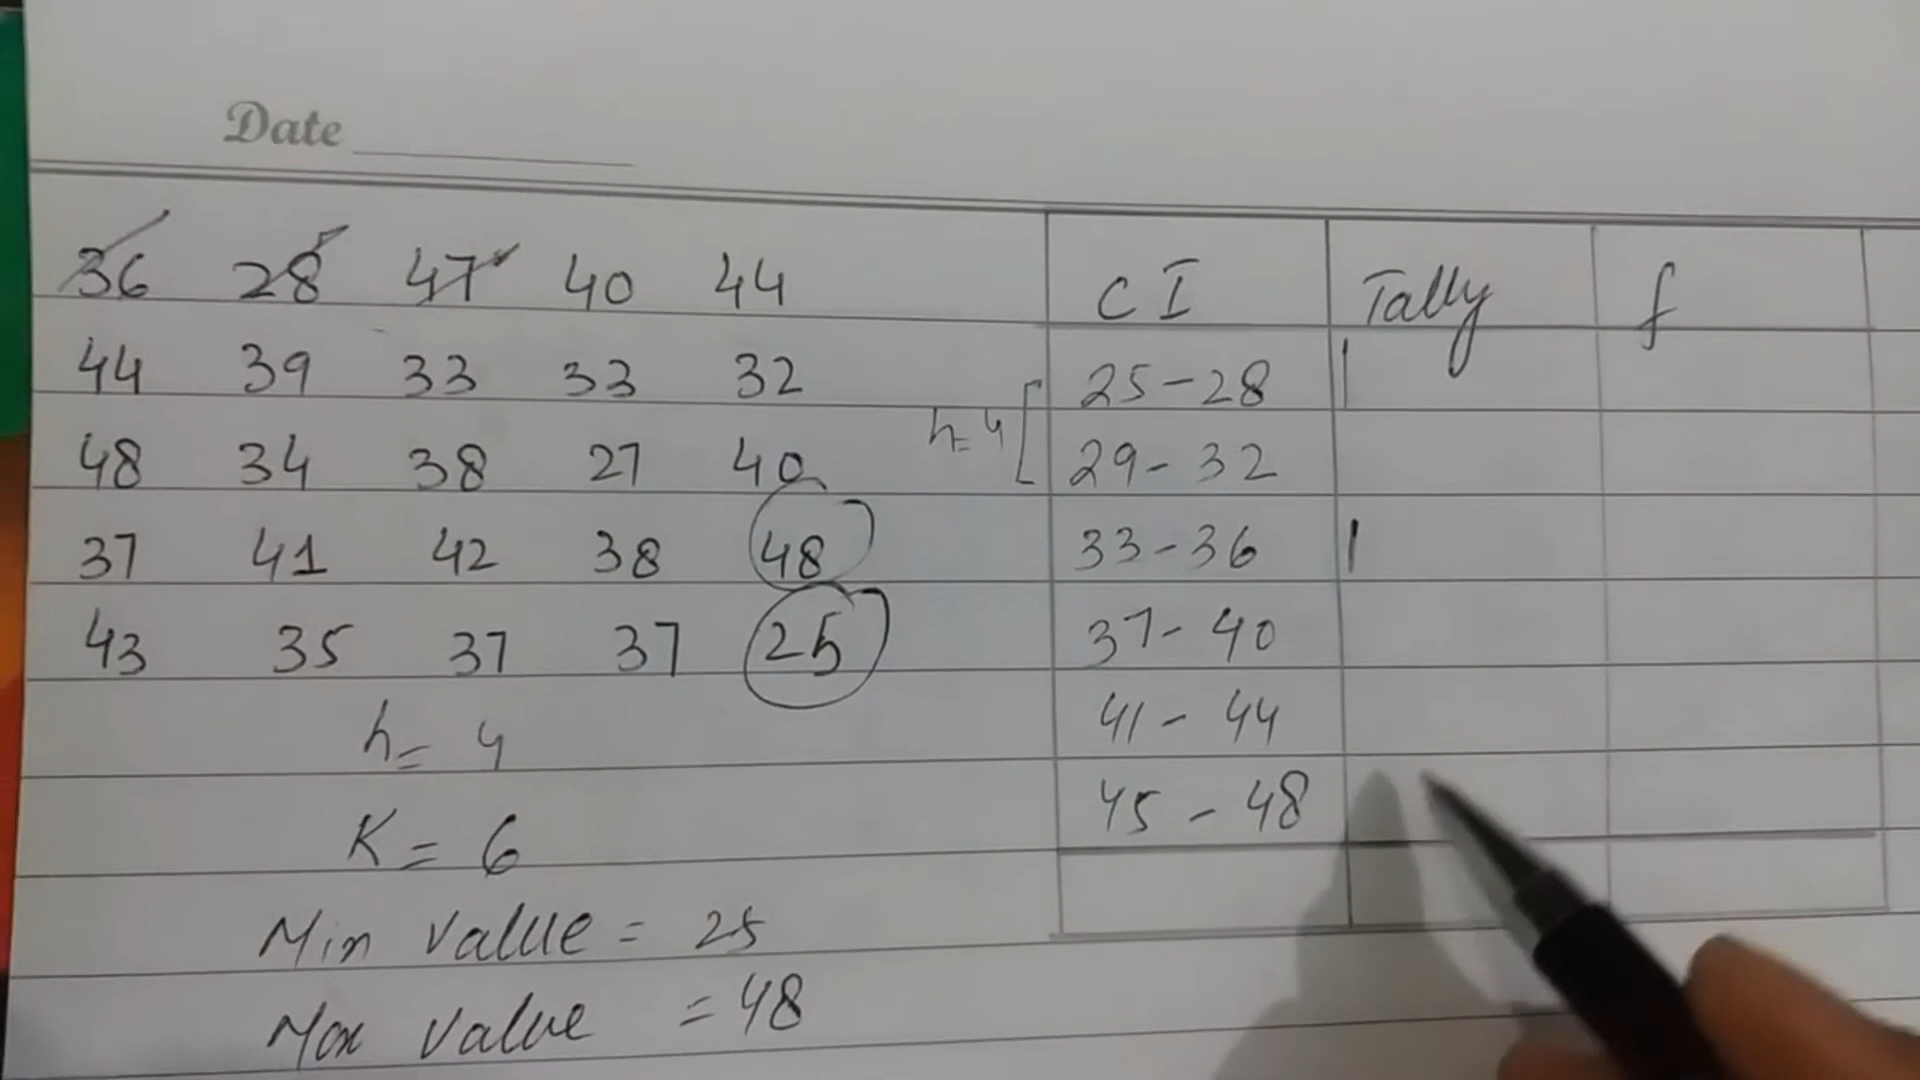 Date
36 28 47 40 44
44 39 33 33 32
48 34 38 27 40
37 41 42 38 48
43 35 37 37 25
h= 4
K = 6
Min value = 25
Max value = 48
h=4
CI Tally f
25-28 |
29-32
33-36 |
37-40
41-44
45-48